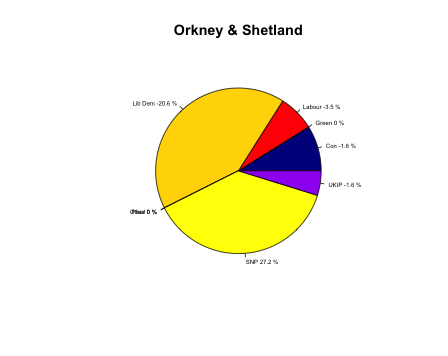 Orkney & Shetland
Lib Dem -20.6 %
Labour -3.5 %
Green 0 %
Con -1.6 %
UKIP -1.6 %
0 %
SNP 27.2 %